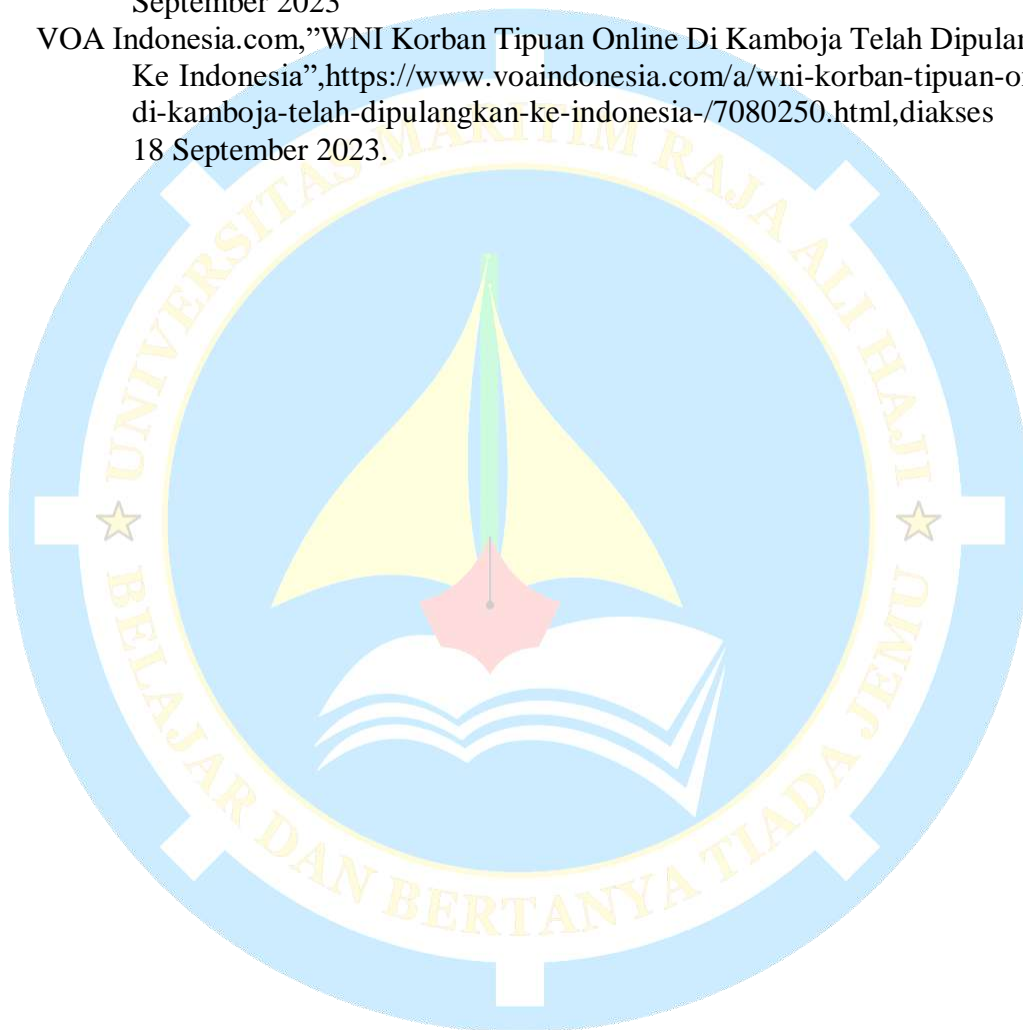 September 2023
VOA Indonesia.com,”WNI Korban Tipuan Online Di Kamboja Telah
Ke Indonesia”,https://www.voaindonesia.com/a/wni-korban-tipuan-
di-kamboja-telah-dipulangkan-ke-indonesia-/7080250.html,diakses
18 September 2023.
UNIVERSITAS MARITIM RAJA ALI HAJI
BELAJAR DAN BERTANYA TIADA JEMU